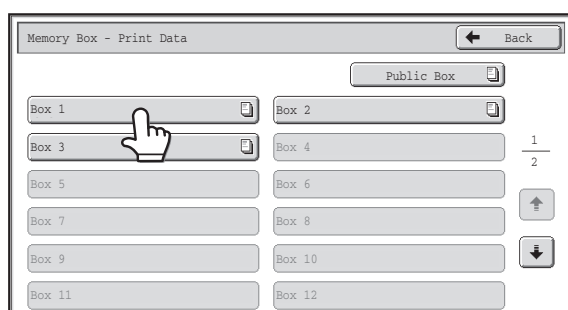 Memory Box - Print Data
Back
Public Box
Box 1
Box 2
Box 3
Box 4
1
2
Box 5
Box 6
Box 7
Box 8
Box 9
Box 10
Box 11
Box 12